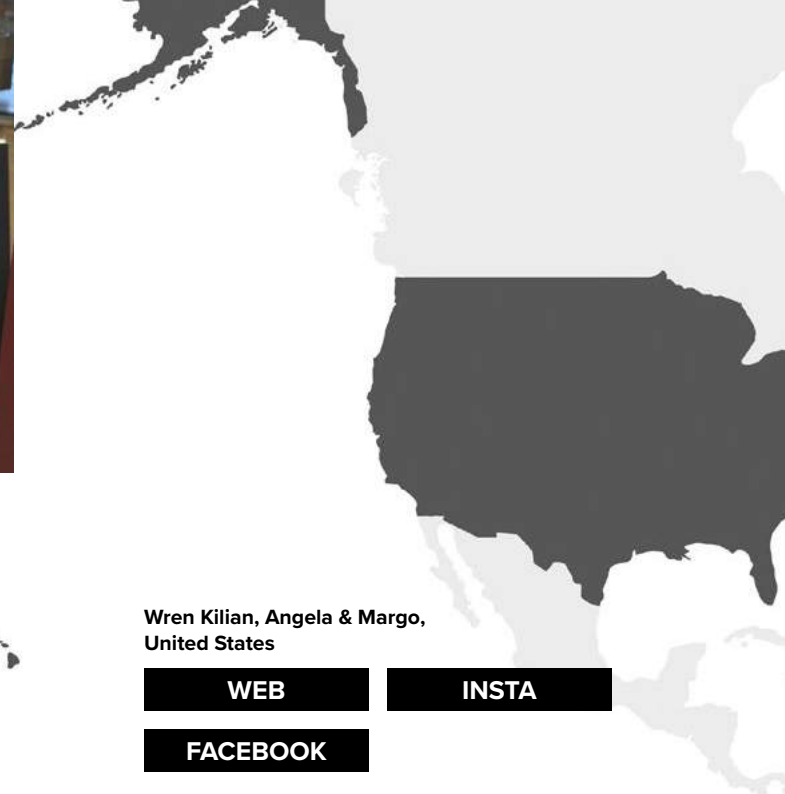 Wren Kilian, Angela & Margo,
United States
WEB
INSTA
FACEBOOK